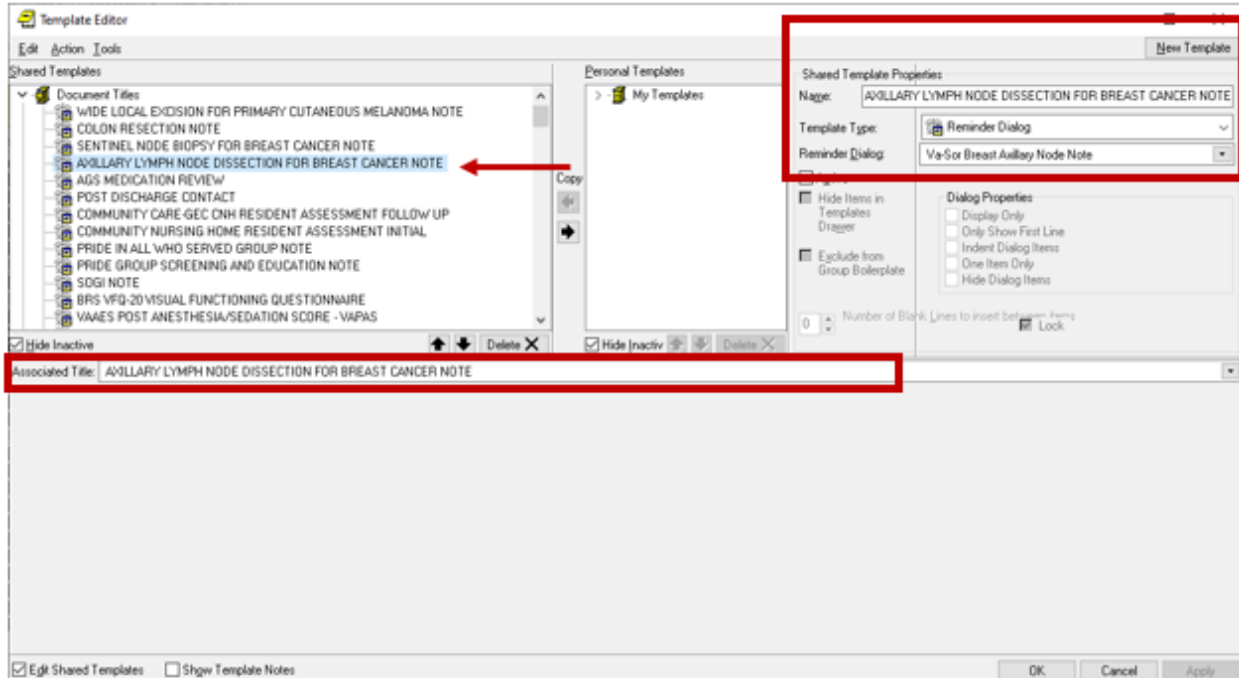 Template Editor
Edit Action Tools
New Template
Shared Templates
Personal Templates
Shared Template Properties
Document Titles
WIDE LOCAL EXCISION FOR PRIMARY CUTANEOUS MELANOMA NOTE
COLON RESECTION NOTE
SENTINEL NODE BIOPSY FOR BREAST CANCER NOTE
AXILLARY LYMPH NODE DISSECTION FOR BREAST CANCER NOTE
AGS MEDICATION REVIEW
POST DISCHARGE CONTACT
COMMUNITY CARE-GEC CNH RESIDENT ASSESSMENT FOLLOW UP
COMMUNITY NURSING HOME RESIDENT ASSESSMENT INITIAL
PRIDE IN ALL WHO SERVED GROUP NOTE
PRIDE GROUP SCREENING AND EDUCATION NOTE
SOGI NOTE
BRS VFQ-20 VISUAL FUNCTIONING QUESTIONNAIRE
VAAES POST ANESTHESIA/SEDATION SCORE - VAPAS
Copy
My Templates
Name: AXILLARY LYMPH NODE DISSECTION FOR BREAST CANCER NOTE
Template Type: Reminder Dialog
Reminder Dialog: Va-Sor Breast Axillary Node Note
Hide Items in
Templates
Drawer
Exclude from
Group Boilerplate
Dialog Properties
Display Only
Only Show First Line
Indent Dialog Items
One Item Only
Hide Dialog Items
0 Number of Blank Lines to insert between items
Lock
Hide Inactive Delete
Hide Inactiv Delete
Associated Title: AXILLARY LYMPH NODE DISSECTION FOR BREAST CANCER NOTE
Edit Shared Templates Show Template Notes
OK Cancel Apply